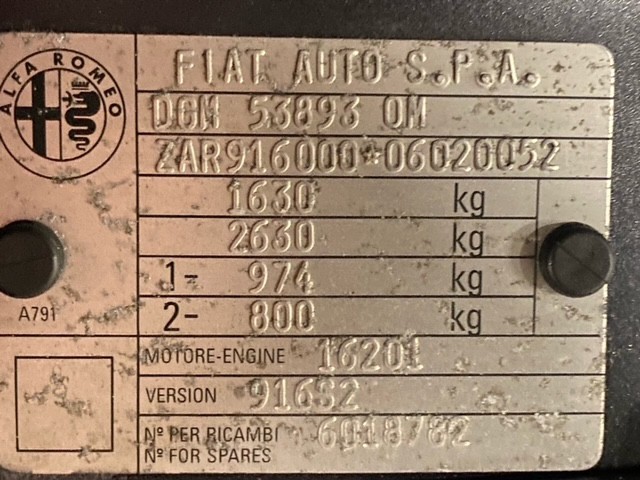 ALFA ROMEO
FIAT AUTO S.P.A.
DGM 53893 OM
ZAR916000*06020052
1630 kg
2630 kg
1- 974 kg
2- 800 kg
A791
MOTORE-ENGINE 16201
VERSION 916S2
Nº PER RICAMBI 6018782
Nº FOR SPARES